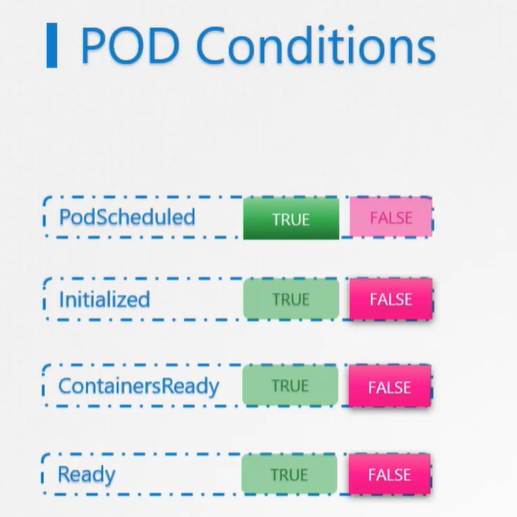 POD Conditions
PodScheduled TRUE FALSE
Initialized TRUE FALSE
ContainersReady TRUE FALSE
Ready TRUE FALSE